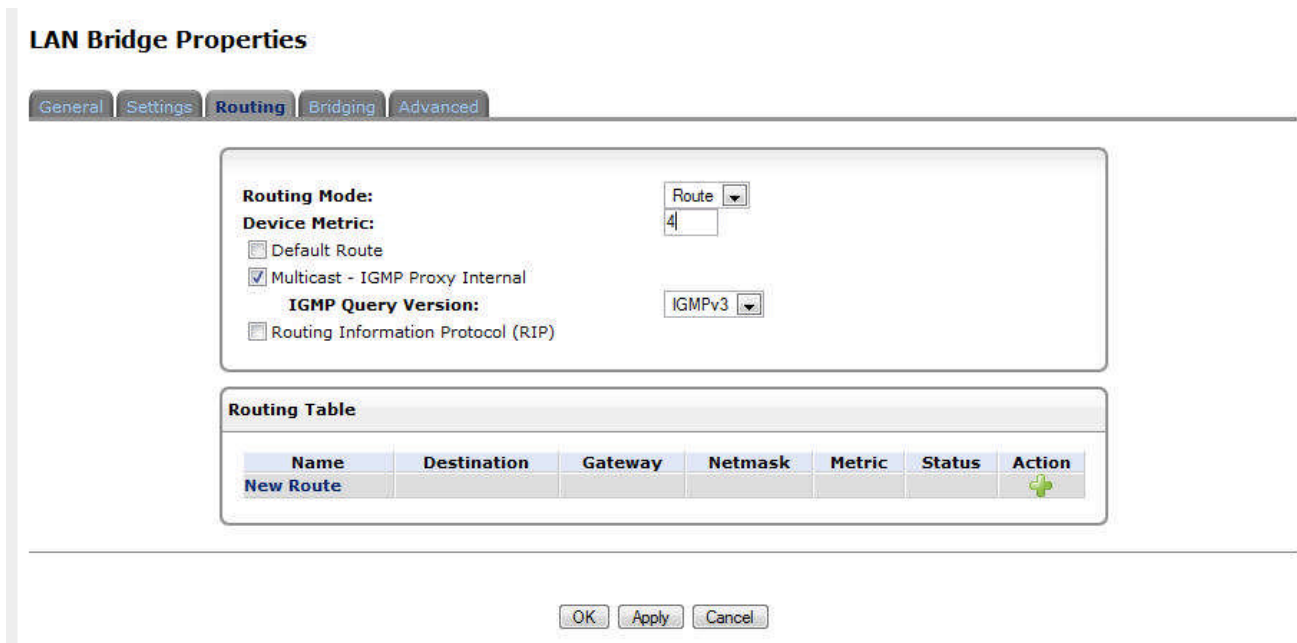 LAN Bridge Properties
General Settings Routing Bridging Advanced
Routing Mode: Route
Device Metric: 4
Default Route
Multicast - IGMP Proxy Internal
IGMP Query Version: IGMPv3
Routing Information Protocol (RIP)
Routing Table
Name Destination Gateway Netmask Metric Status Action
New Route
OK Apply Cancel